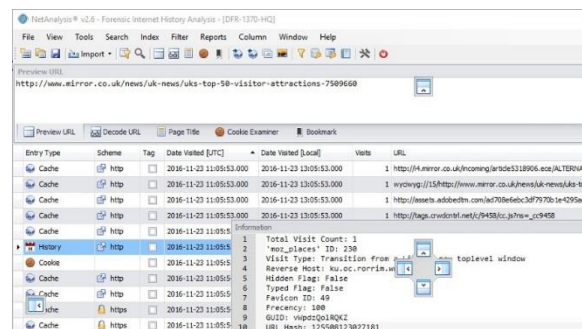 NetAnalysis® v2.6 - Forensic Internet History Analysis - [DFR-1370-HQ]
File View Tools Search Index Filter Reports Column Window Help
Import
Preview URL
http://www.mirror.co.uk/news/uk-news/uks-top-50-visitor-attractions-7509660
Preview URL Decode URL Page Title Cookie Examiner Bookmark
Entry Type Scheme Tag Date Visited [UTC] Date Visited [Local] Visits URL
Cache http 2016-11-23 11:05:53.000 2016-11-23 13:05:53.000 1 http://i4.mirror.co.uk/incoming/article5318906.ece/ALTERNA
Cache http 2016-11-23 11:05:53.000 2016-11-23 13:05:53.000 1 wyciwyg://15/http://www.mirror.co.uk/news/uk-news/uks-t
Cache http 2016-11-23 11:05:53.000 2016-11-23 13:05:53.000 1 http://assets.adobedtm.com/ad708e6ebc3df7970b1e4295a
Cache http 2016-11-23 11:05:53.000 2016-11-23 13:05:53.000 1 http://tags.crwdcntrl.net/c/9458/cc.js?ns=_cc9458
Cache http 2016-11-23 11:05:5
History http 2016-11-23 11:05:5
Cookie 2016-11-23 11:05:5
Cache http 2016-11-23 11:05:5
Cache http 2016-11-23 11:05:5
che https 2016-11-23 11:05:5
Cache https 2016-11-23 11:05:5
Information
1 Total Visit Count: 1
2 'moz_places' ID: 230
3 Visit Type: Transition from a toplevel window
4 Reverse Host: ku.oc.rorrim.w
5 Hidden Flag: False
6 Typed Flag: False
7 Favicon ID: 49
8 Frecency: 100
9 GUID: vWpdzQolRQKZ
10 URL Hash: 125508123027181